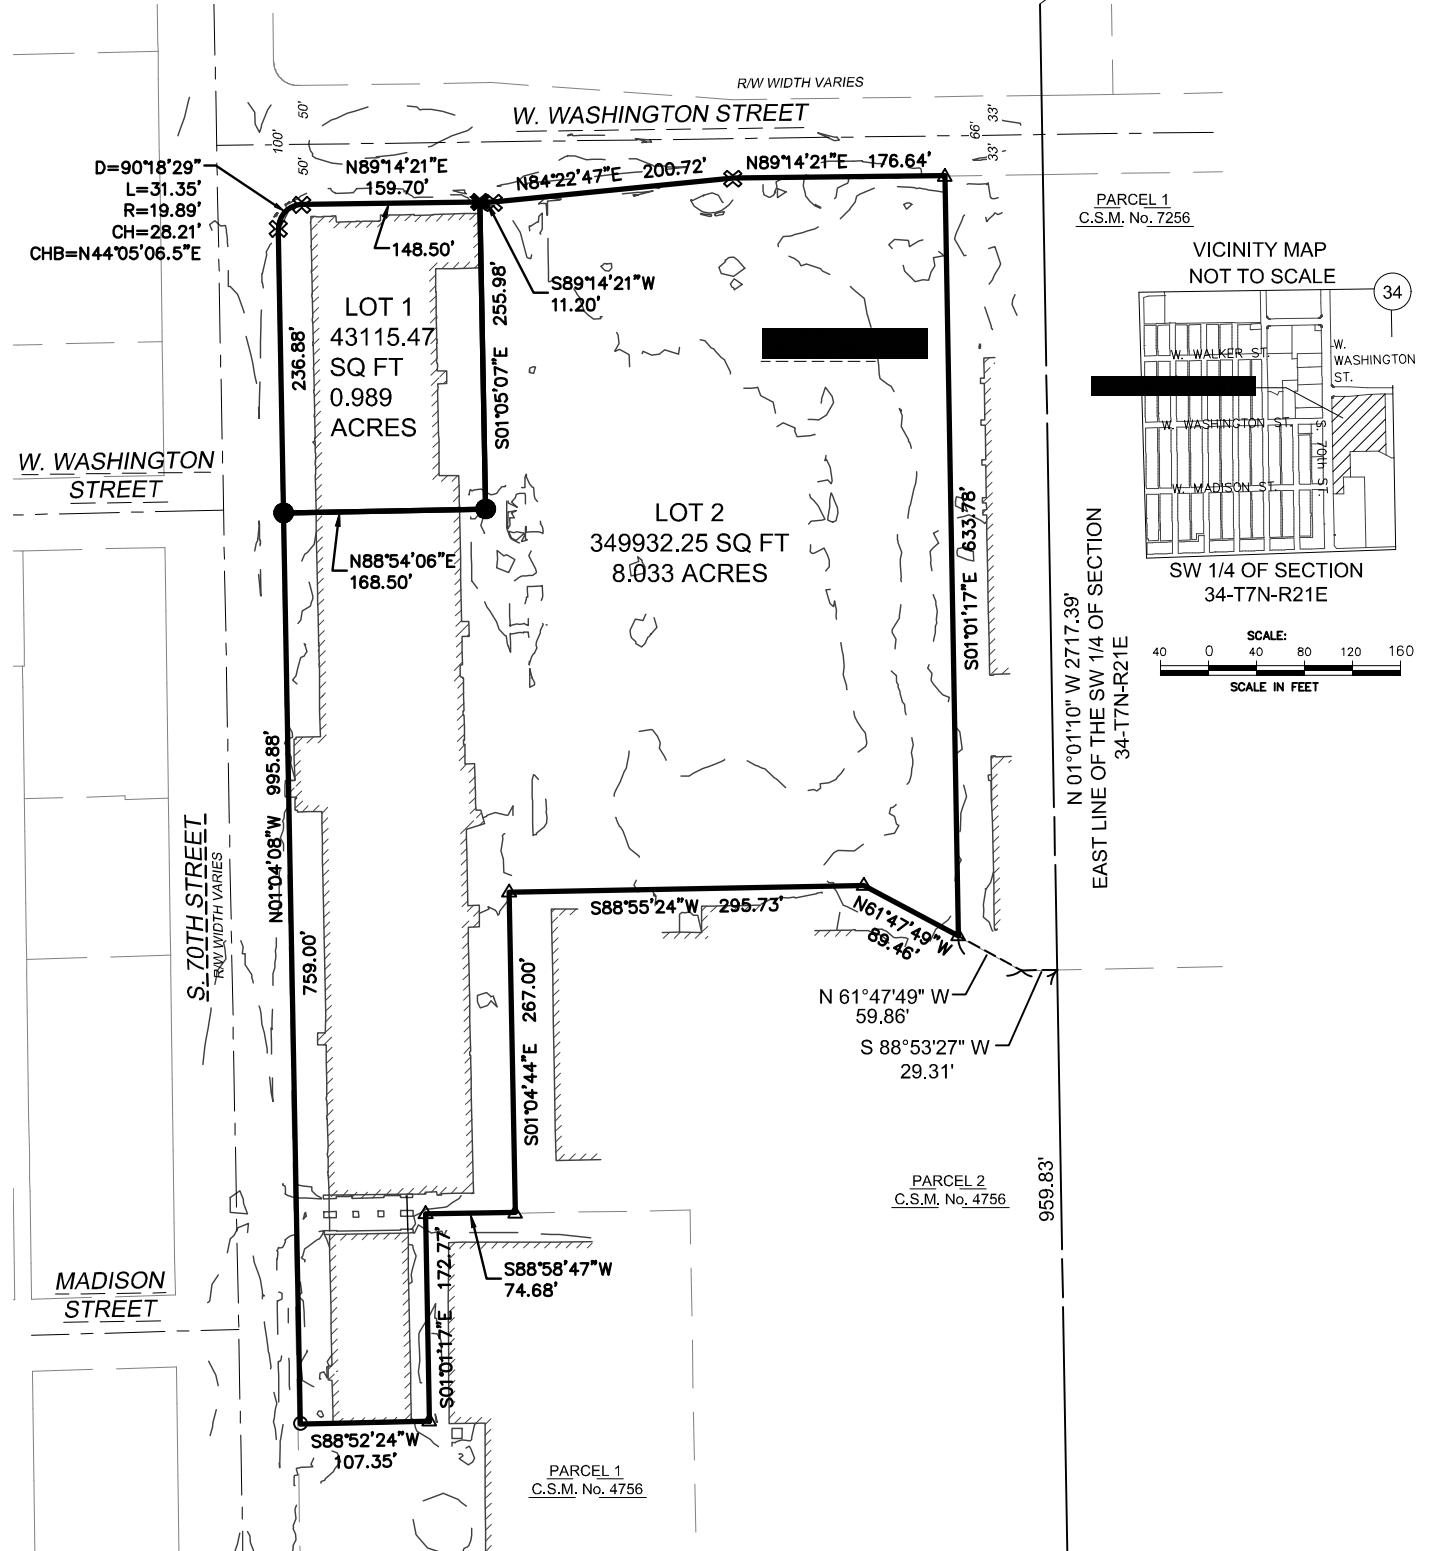 R/W WIDTH VARIES
W. WASHINGTON STREET
50'
100'
50'
33'
66'
33'
D=90°18'29"
L=31.35'
R=19.89'
CH=28.21'
CHB=N44°05'06.5"E
N89°14'21"E
159.70'
148.50'
N84°22'47"E 200.72'
N89°14'21"E 176.64'
S89°14'21"W
11.20'
PARCEL 1
C.S.M. No. 7256
VICINITY MAP
NOT TO SCALE
34
W. WALKER ST.
W.
WASHINGTON
ST.
W. WASHINGTON ST.
S. 70th ST.
W. MADISON ST.
SW 1/4 OF SECTION
34-T7N-R21E
SCALE:
40 0 40 80 120 160
SCALE IN FEET
LOT 1
43115.47
SQ FT
0.989
ACRES
236.88'
S01°05'07"E 255.98'
W. WASHINGTON
STREET
N88°54'06"E
168.50'
LOT 2
349932.25 SQ FT
8.033 ACRES
S01°01'17"E 633.78'
N 01°01'10" W 2717.39'
EAST LINE OF THE SW 1/4 OF SECTION
34-T7N-R21E
N01°04'08"W 995.88'
759.00'
S. 70TH STREET
R/W WIDTH VARIES
S88°55'24"W 295.73'
N61°47'49"W
89.46'
N 61°47'49" W
59.86'
S 88°53'27" W
29.31'
S01°04'44"E 267.00'
PARCEL 2
C.S.M. No. 4756
959.83'
S88°58'47"W
74.68'
S01°01'17"E 172.77'
MADISON
STREET
S88°52'24"W
107.35'
PARCEL 1
C.S.M. No. 4756